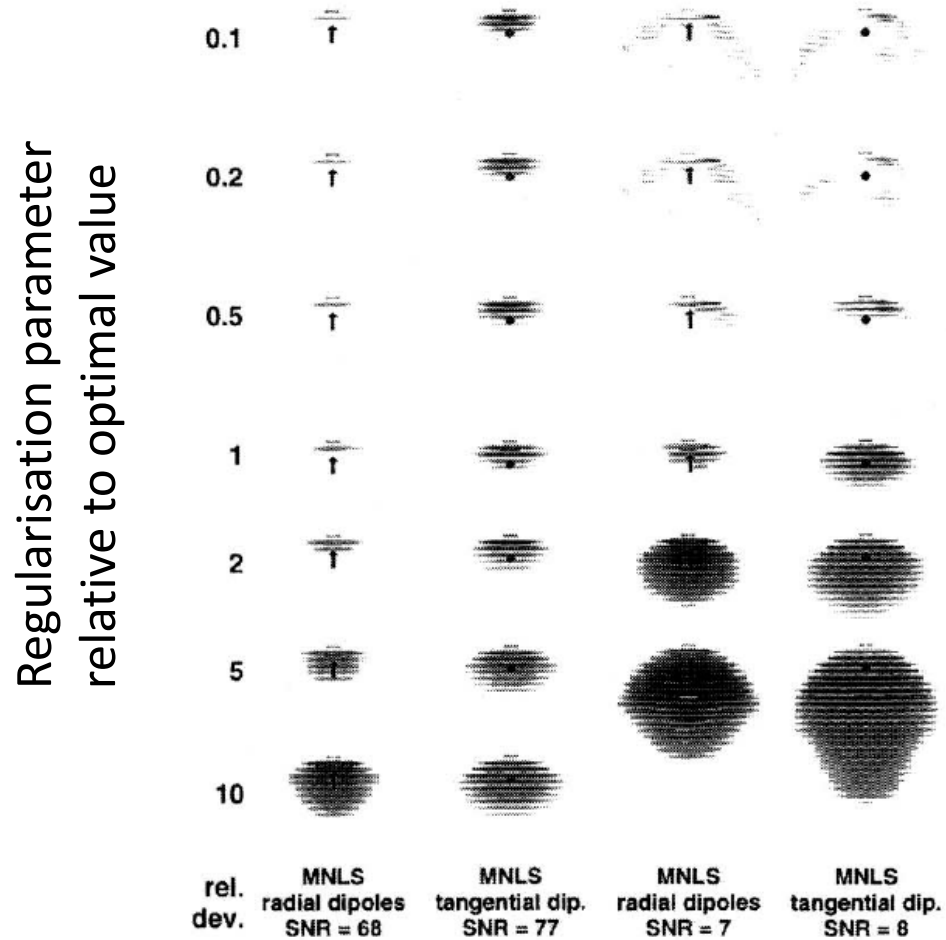 Regularisation parameter
relative to optimal value
0.1
0.2
0.5
1
2
5
10
rel.
dev.
MNLS
radial dipoles
SNR = 68
MNLS
tangential dip.
SNR = 77
MNLS
radial dipoles
SNR = 7
MNLS
tangential dip.
SNR = 8